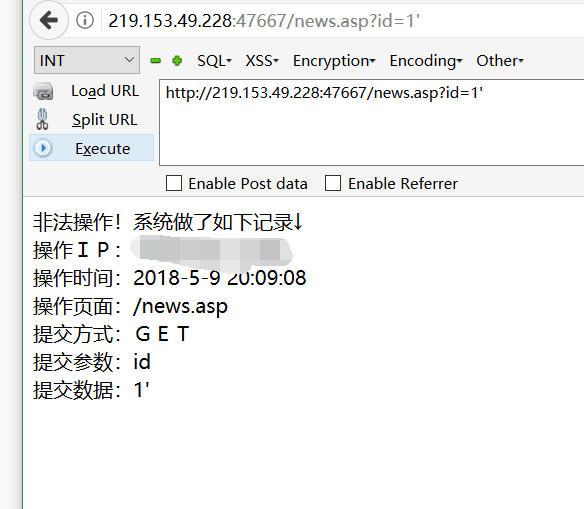 219.153.49.228:47667/news.asp?id=1'
INT SQL XSS Encryption Encoding Other
Load URL http://219.153.49.228:47667/news.asp?id=1'
Split URL
Execute
Enable Post data Enable Referrer
非法操作！系统做了如下记录↓
操作ＩＰ：
操作时间：2018-5-9 20:09:08
操作页面：/news.asp
提交方式：ＧＥＴ
提交参数：id
提交数据：1'